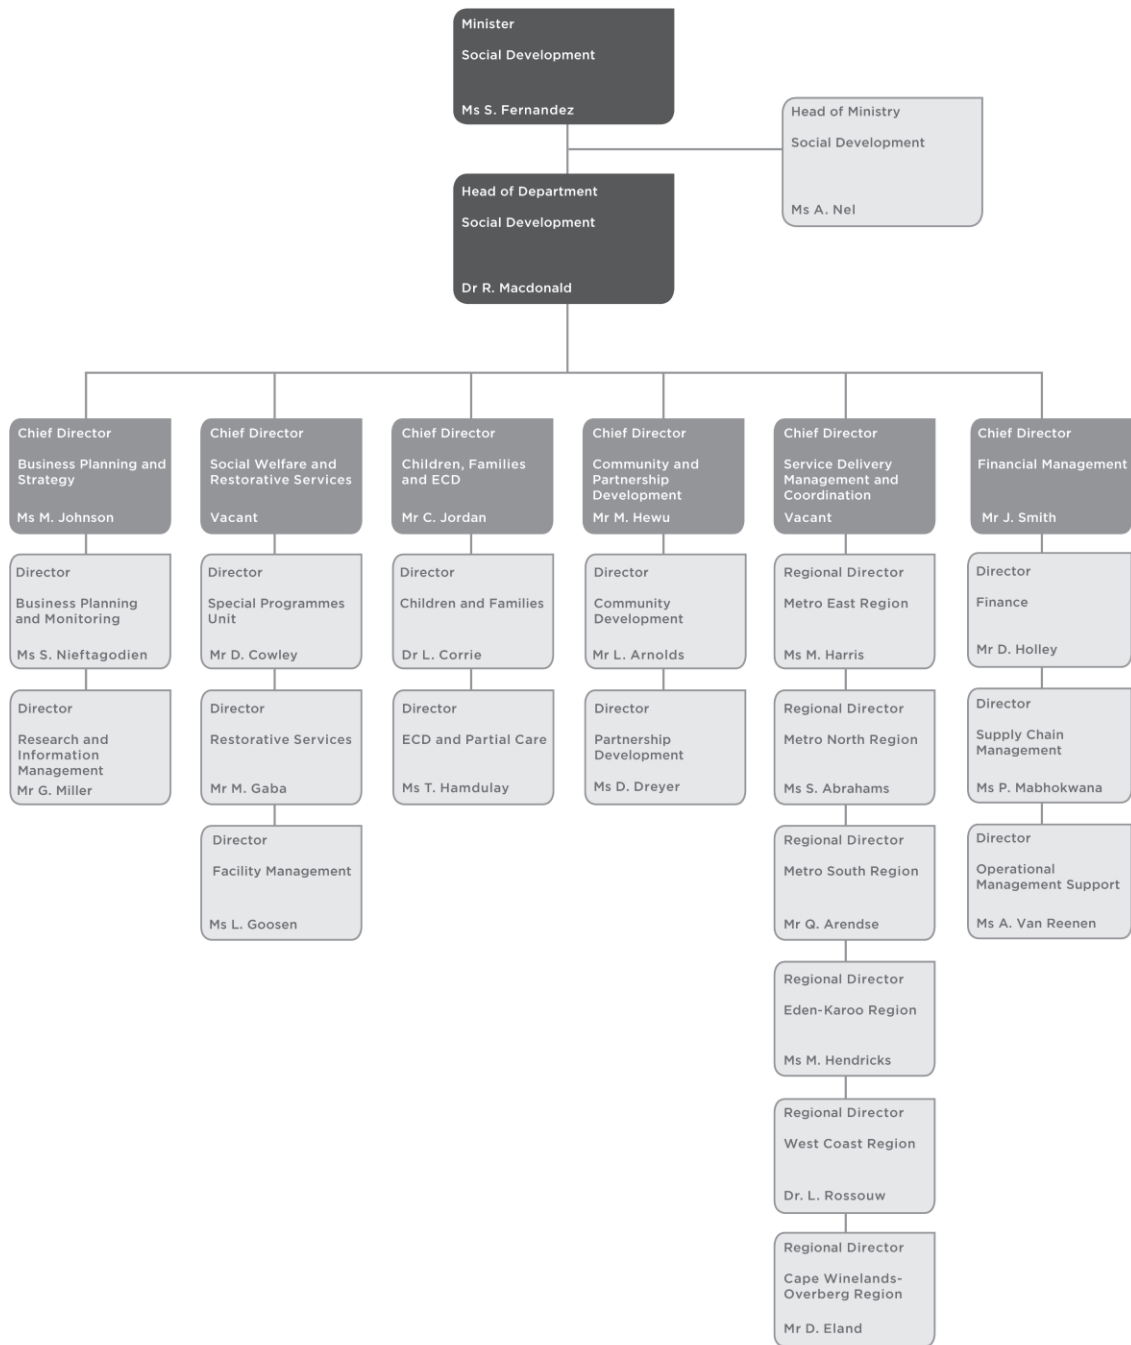 Minister
Social Development
Ms S. Fernandez
Head of Ministry
Social Development
Ms A. Nel
Head of Department
Social Development
Dr R. Macdonald
Chief Director
Business Planning and
Strategy
Ms M. Johnson
Director
Business Planning
and Monitoring
Ms S. Nieftagodien
Director
Research and
Information
Management
Mr G. Miller
Chief Director
Social Welfare and
Restorative Services
Vacant
Director
Special Programmes
Unit
Mr D. Cowley
Director
Restorative Services
Mr M. Gaba
Director
Facility Management
Ms L. Goosen
Chief Director
Children, Families
and ECD
Mr C. Jordan
Director
Children and Families
Dr L. Corrie
Director
ECD and Partial Care
Ms T. Hamdulay
Chief Director
Community and
Partnership
Development
Mr M. Hewu
Director
Community
Development
Mr L. Arnolds
Director
Partnership
Development
Ms D. Dreyer
Chief Director
Service Delivery
Management and
Coordination
Vacant
Regional Director
Metro East Region
Ms M. Harris
Regional Director
Metro North Region
Ms S. Abrahams
Regional Director
Metro South Region
Mr Q. Arendse
Regional Director
Eden-Karoo Region
Ms M. Hendricks
Regional Director
West Coast Region
Dr. L. Rossouw
Regional Director
Cape Winelands-
Overberg Region
Mr D. Eland
Chief Director
Financial Management
Mr J. Smith
Director
Finance
Mr D. Holley
Director
Supply Chain
Management
Ms P. Mabhokwana
Director
Operational
Management Support
Ms A. Van Reenen